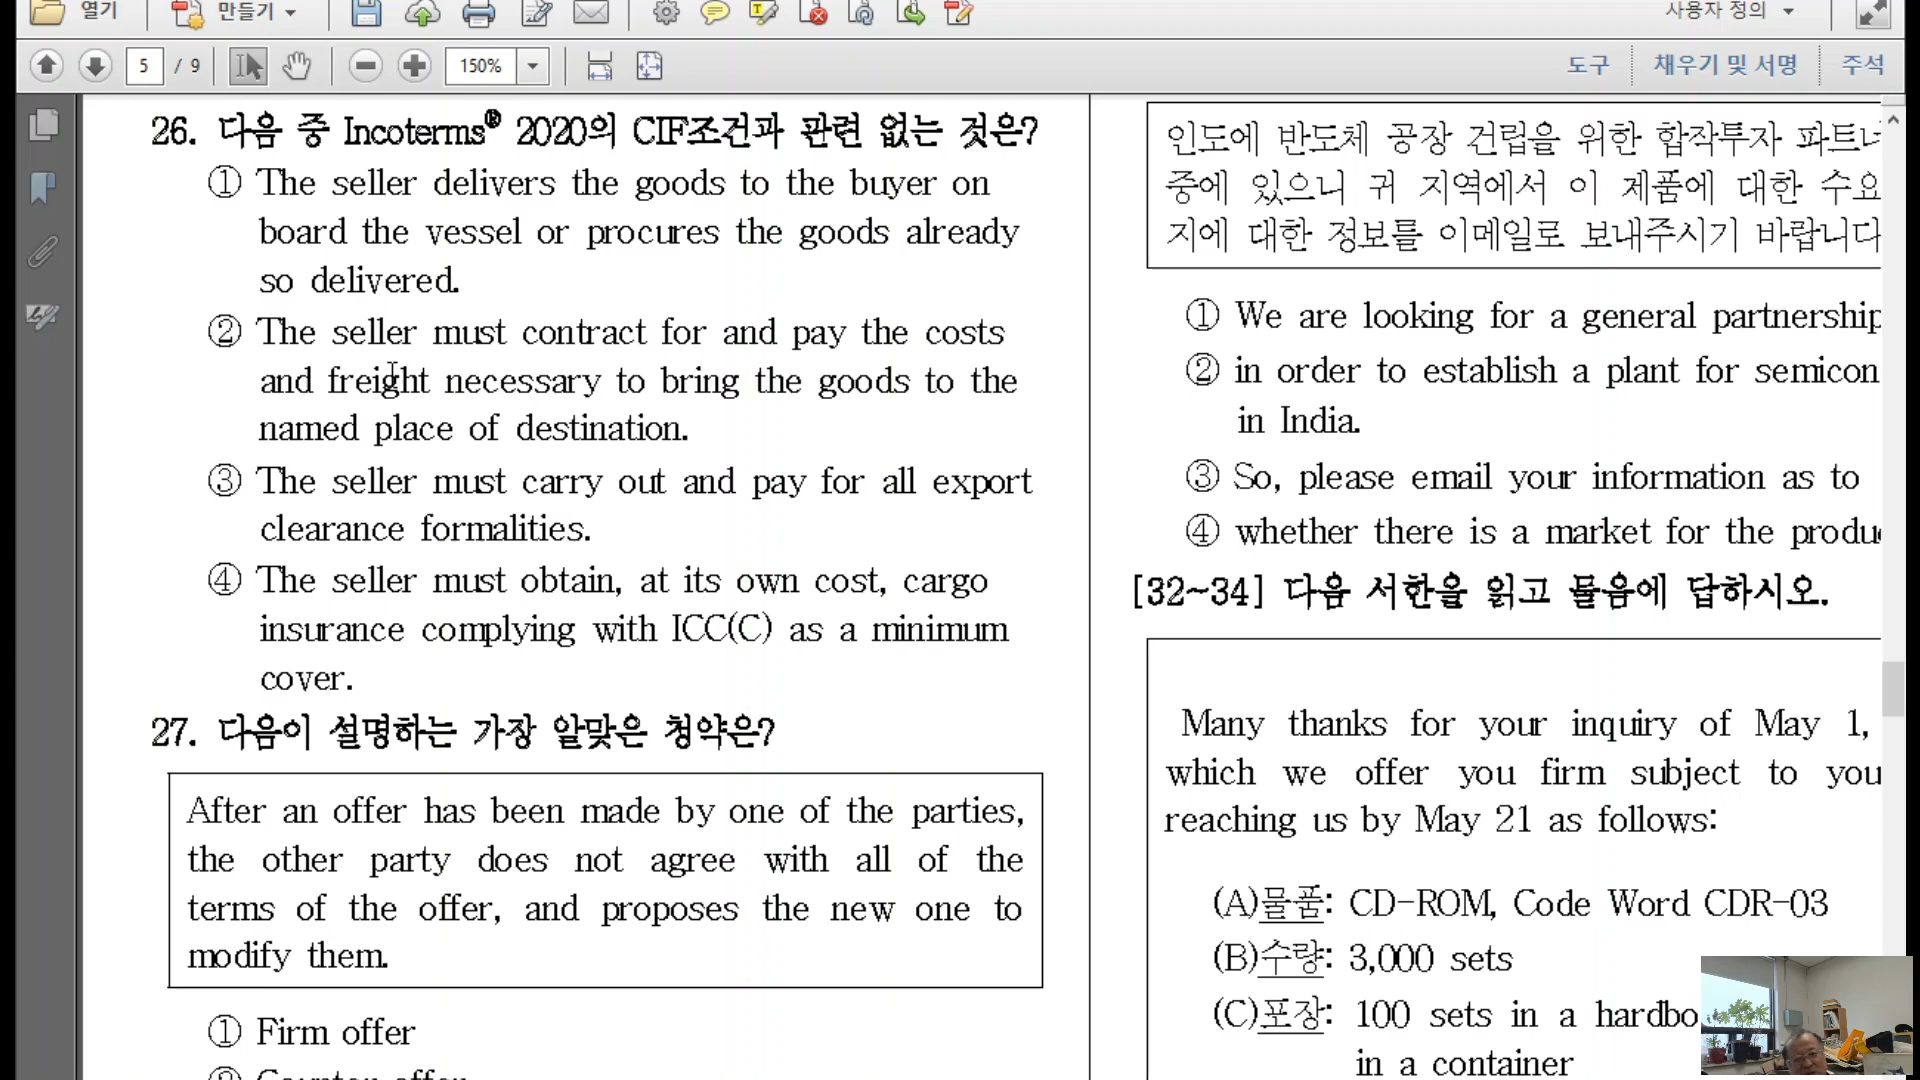 열기
만들기
사용자 정의
5 / 9
150%
도구
채우기 및 서명
주석
26. 다음 중 Incoterms® 2020의 CIF조건과 관련 없는 것은?
① The seller delivers the goods to the buyer on
board the vessel or procures the goods already
so delivered.
② The seller must contract for and pay the costs
and freight necessary to bring the goods to the
named place of destination.
③ The seller must carry out and pay for all export
clearance formalities.
④ The seller must obtain, at its own cost, cargo
insurance complying with ICC(C) as a minimum
cover.
27. 다음이 설명하는 가장 알맞은 청약은?
After an offer has been made by one of the parties,
the other party does not agree with all of the
terms of the offer, and proposes the new one to
modify them.
① Firm offer
② Counter offer
인도에 반도체 공장 건립을 위한 합작투자 파트너
중에 있으니 귀 지역에서 이 제품에 대한 수요
지에 대한 정보를 이메일로 보내주시기 바랍니다
① We are looking for a general partnership
② in order to establish a plant for semicon
in India.
③ So, please email your information as to
④ whether there is a market for the produc
[32~34] 다음 서한을 읽고 물음에 답하시오.
Many thanks for your inquiry of May 1,
which we offer you firm subject to you
reaching us by May 21 as follows:
(A)물품: CD-ROM, Code Word CDR-03
(B)수량: 3,000 sets
(C)포장: 100 sets in a hardbo
in a container